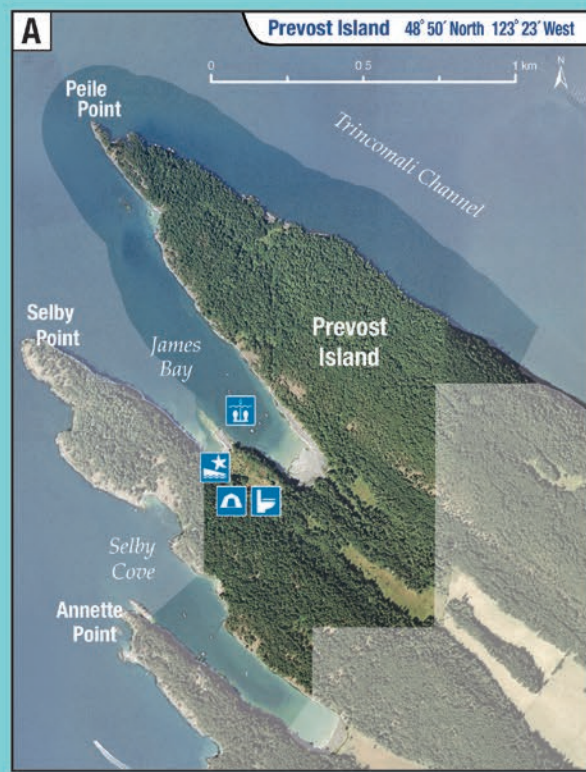 A
Prevost Island 48° 50′ North 123° 23′ West
0
0.5
1 km
N
Peile
Point
Trincomali Channel
Selby
Point
James
Bay
Prevost
Island
Selby
Cove
Annette
Point